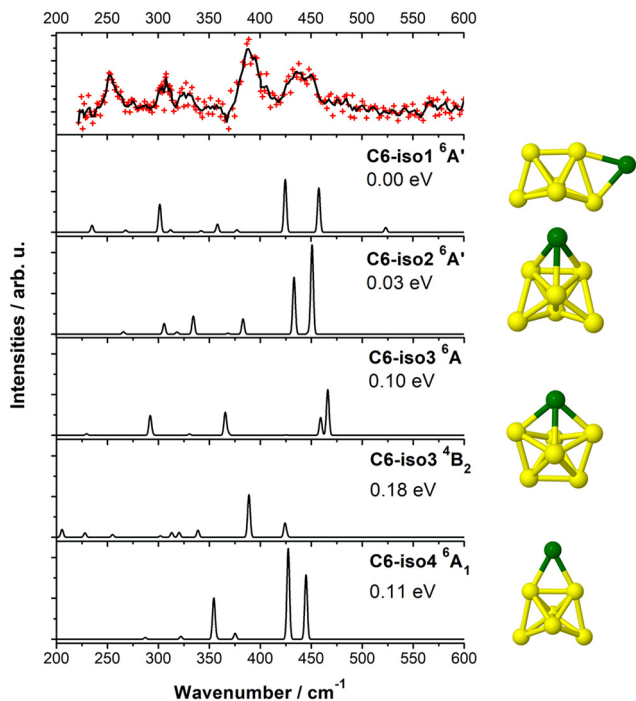 200 250 300 350 400 450 500 550 600
C6-iso1 ⁶A'
0.00 eV
C6-iso2 ⁶A'
0.03 eV
C6-iso3 ⁶A
0.10 eV
C6-iso3 ⁴B₂
0.18 eV
C6-iso4 ⁶A₁
0.11 eV
Intensities / arb. u.
200 250 300 350 400 450 500 550 600
Wavenumber / cm⁻¹